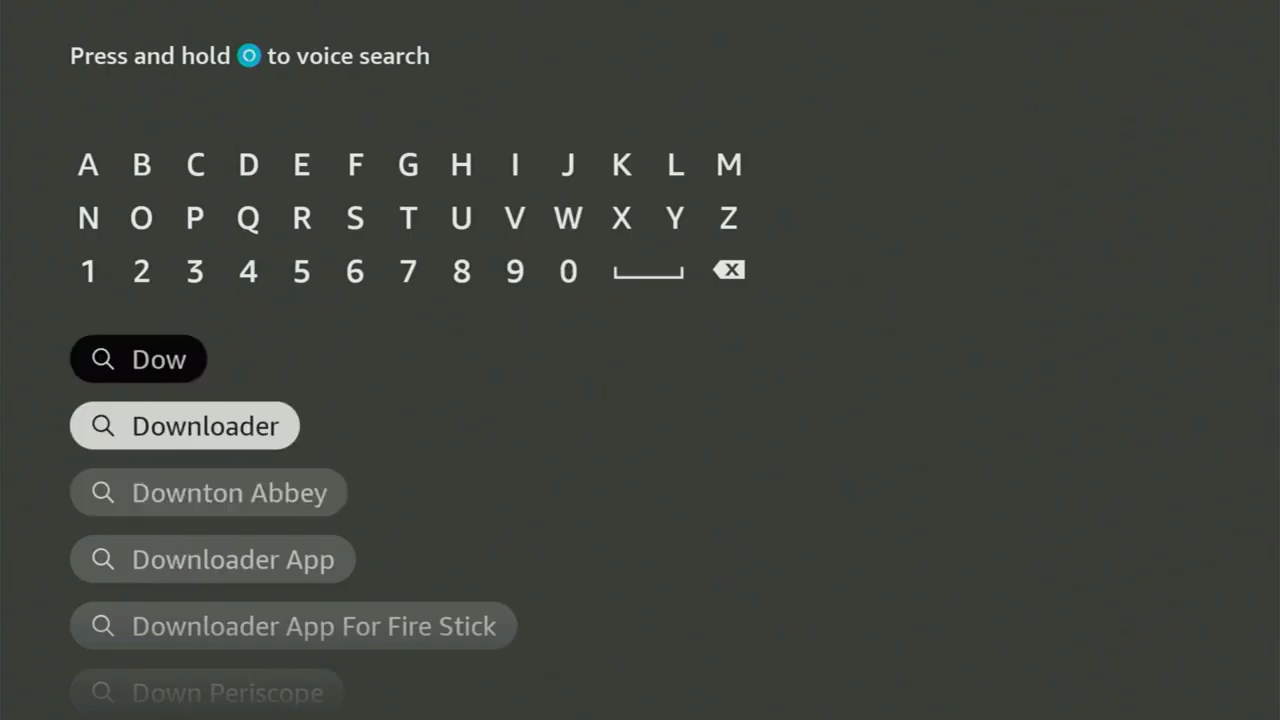 Press and hold to voice search
A B C D E F G H I J K L M
N O P Q R S T U V W X Y Z
1 2 3 4 5 6 7 8 9 0
Dow
Downloader
Downton Abbey
Downloader App
Downloader App For Fire Stick
Down Periscope